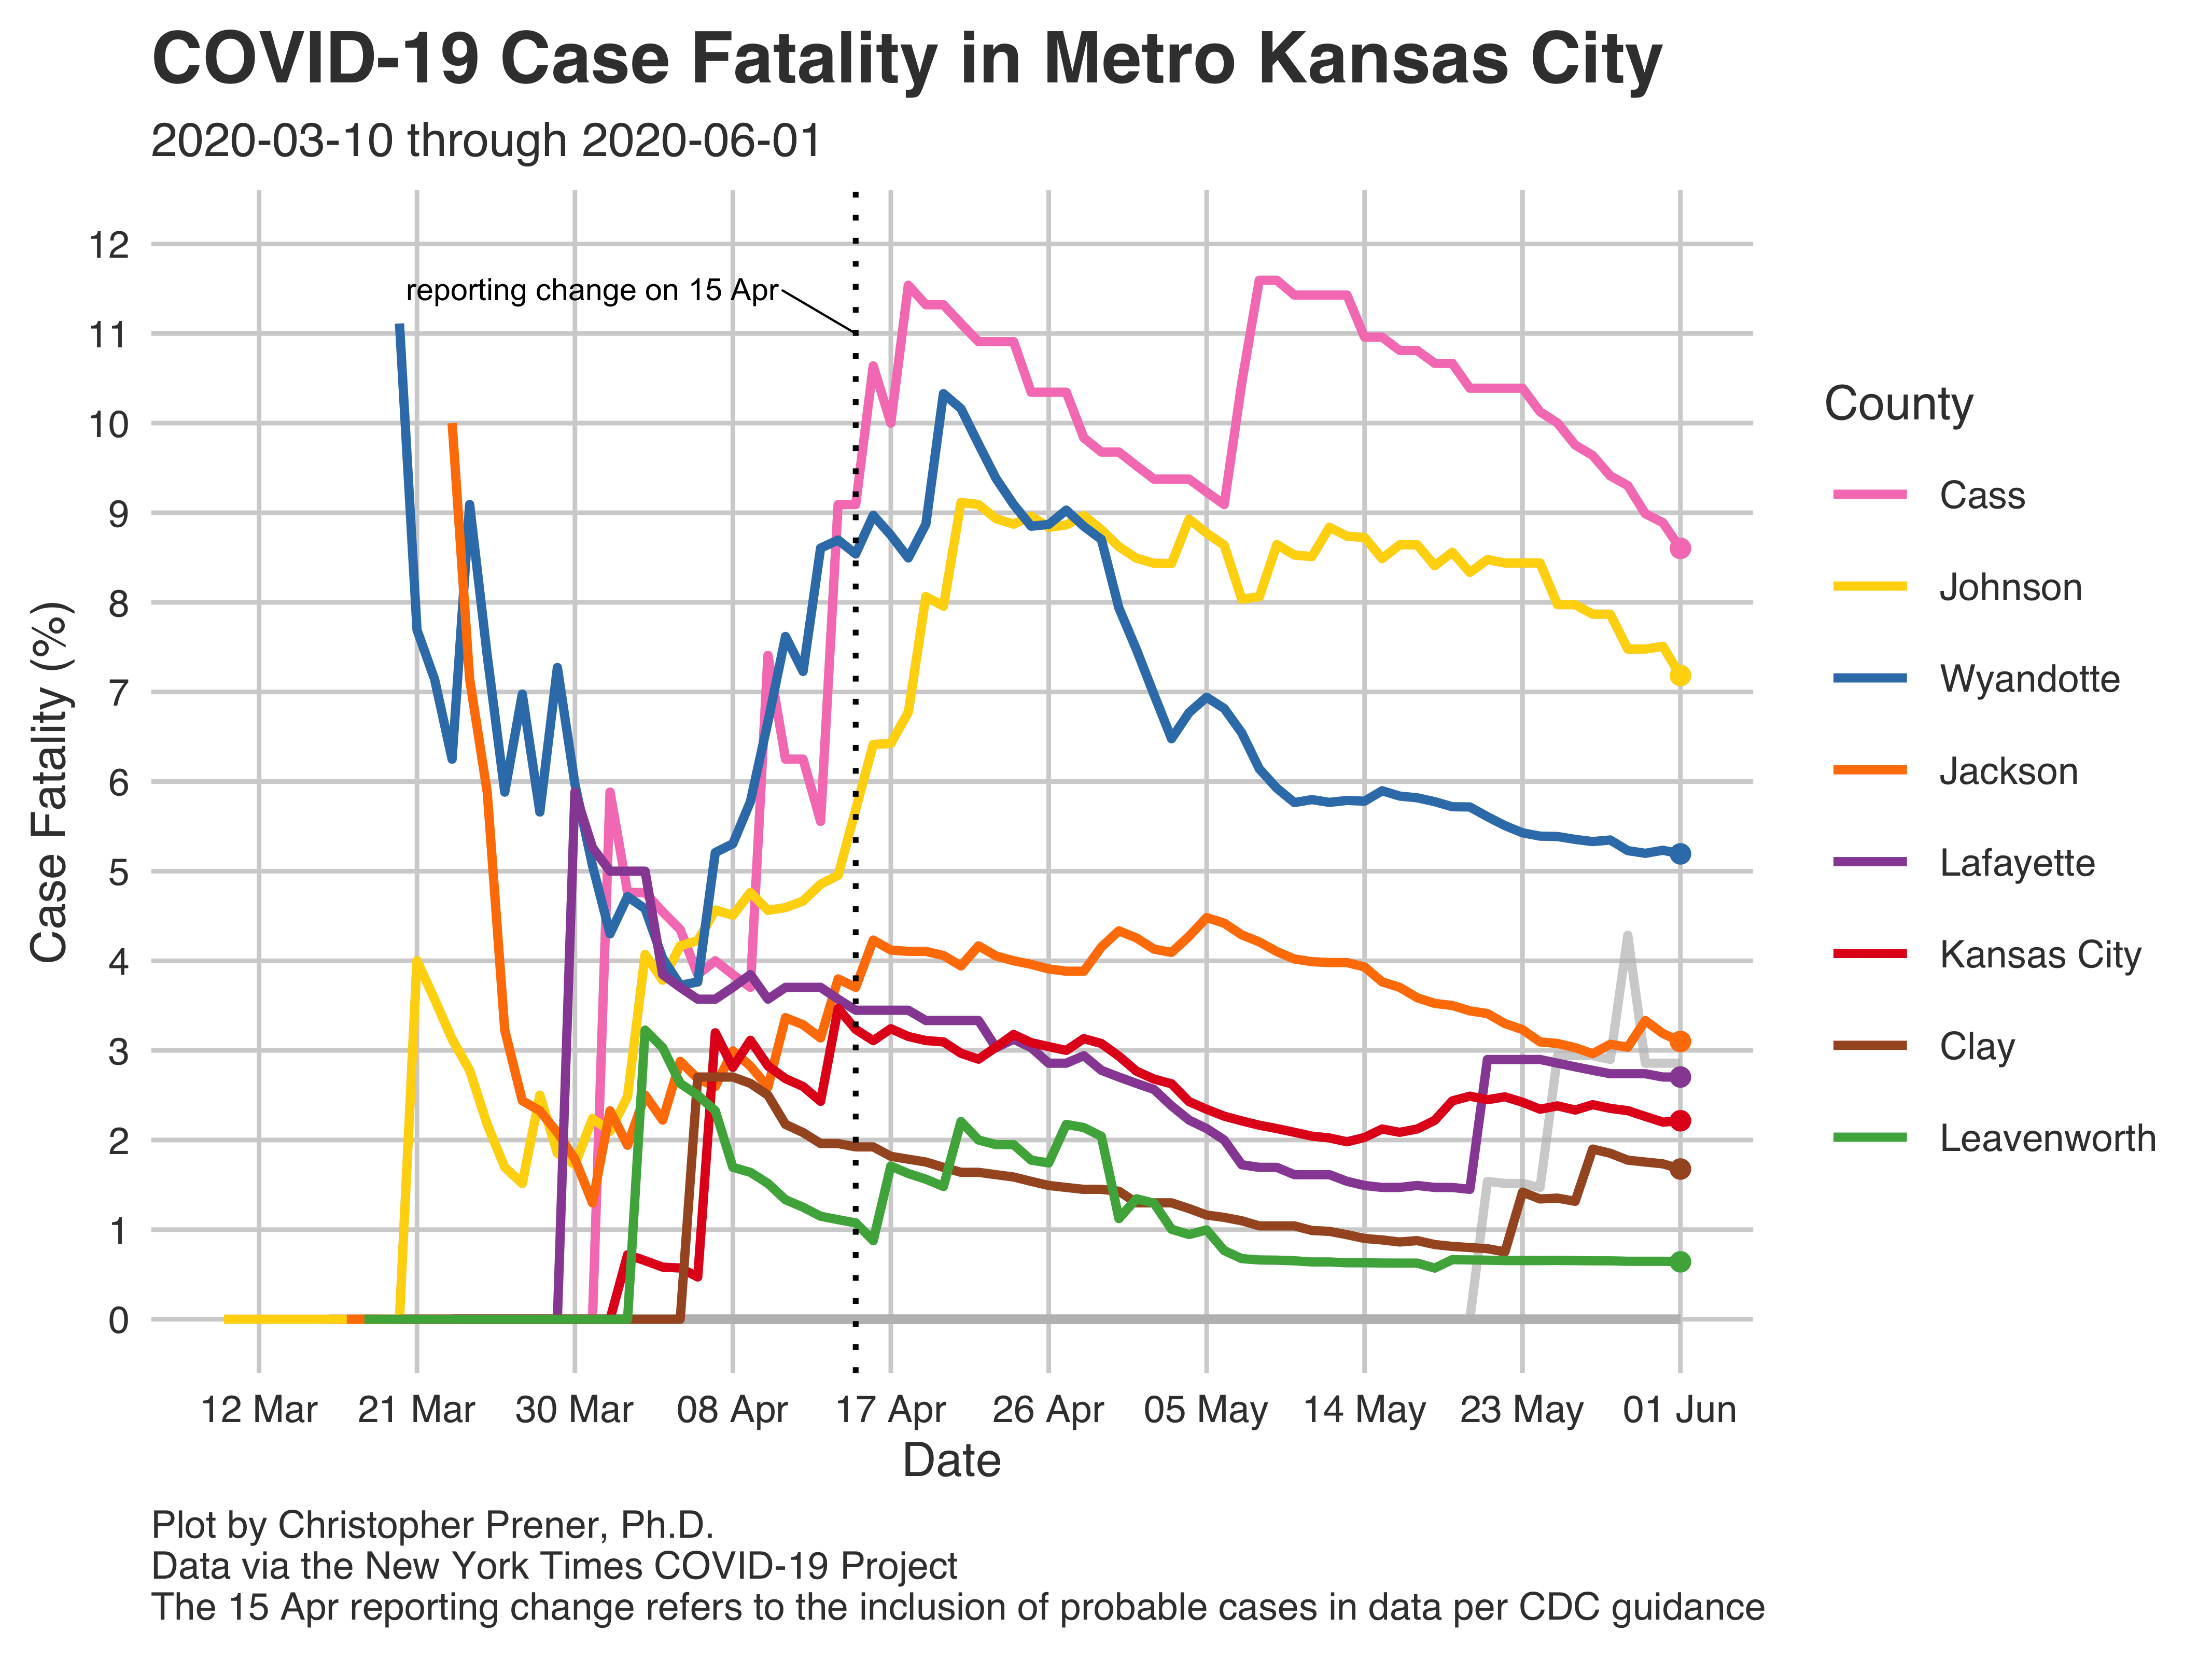 COVID-19 Case Fatality in Metro Kansas City
2020-03-10 through 2020-06-01
12
11
10
9
8
7
6
5
4
3
2
1
0
Case Fatality (%)
reporting change on 15 Apr
12 Mar 21 Mar 30 Mar 08 Apr 17 Apr 26 Apr 05 May 14 May 23 May 01 Jun
Date
County
Cass
Johnson
Wyandotte
Jackson
Lafayette
Kansas City
Clay
Leavenworth
Plot by Christopher Prener, Ph.D.
Data via the New York Times COVID-19 Project
The 15 Apr reporting change refers to the inclusion of probable cases in data per CDC guidance